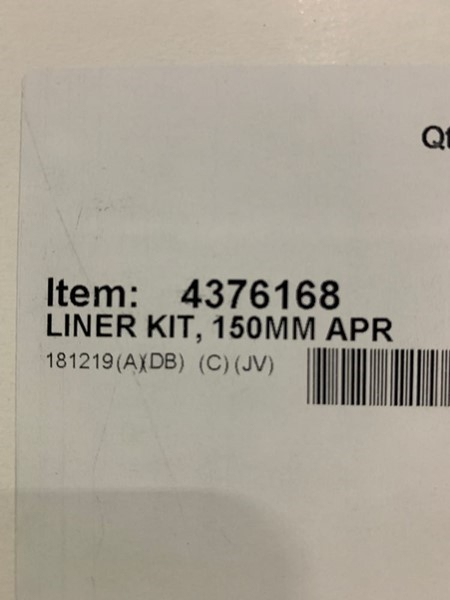 Qt
Item: 4376168
LINER KIT, 150MM APR
181219(A)(DB) (C)(JV)